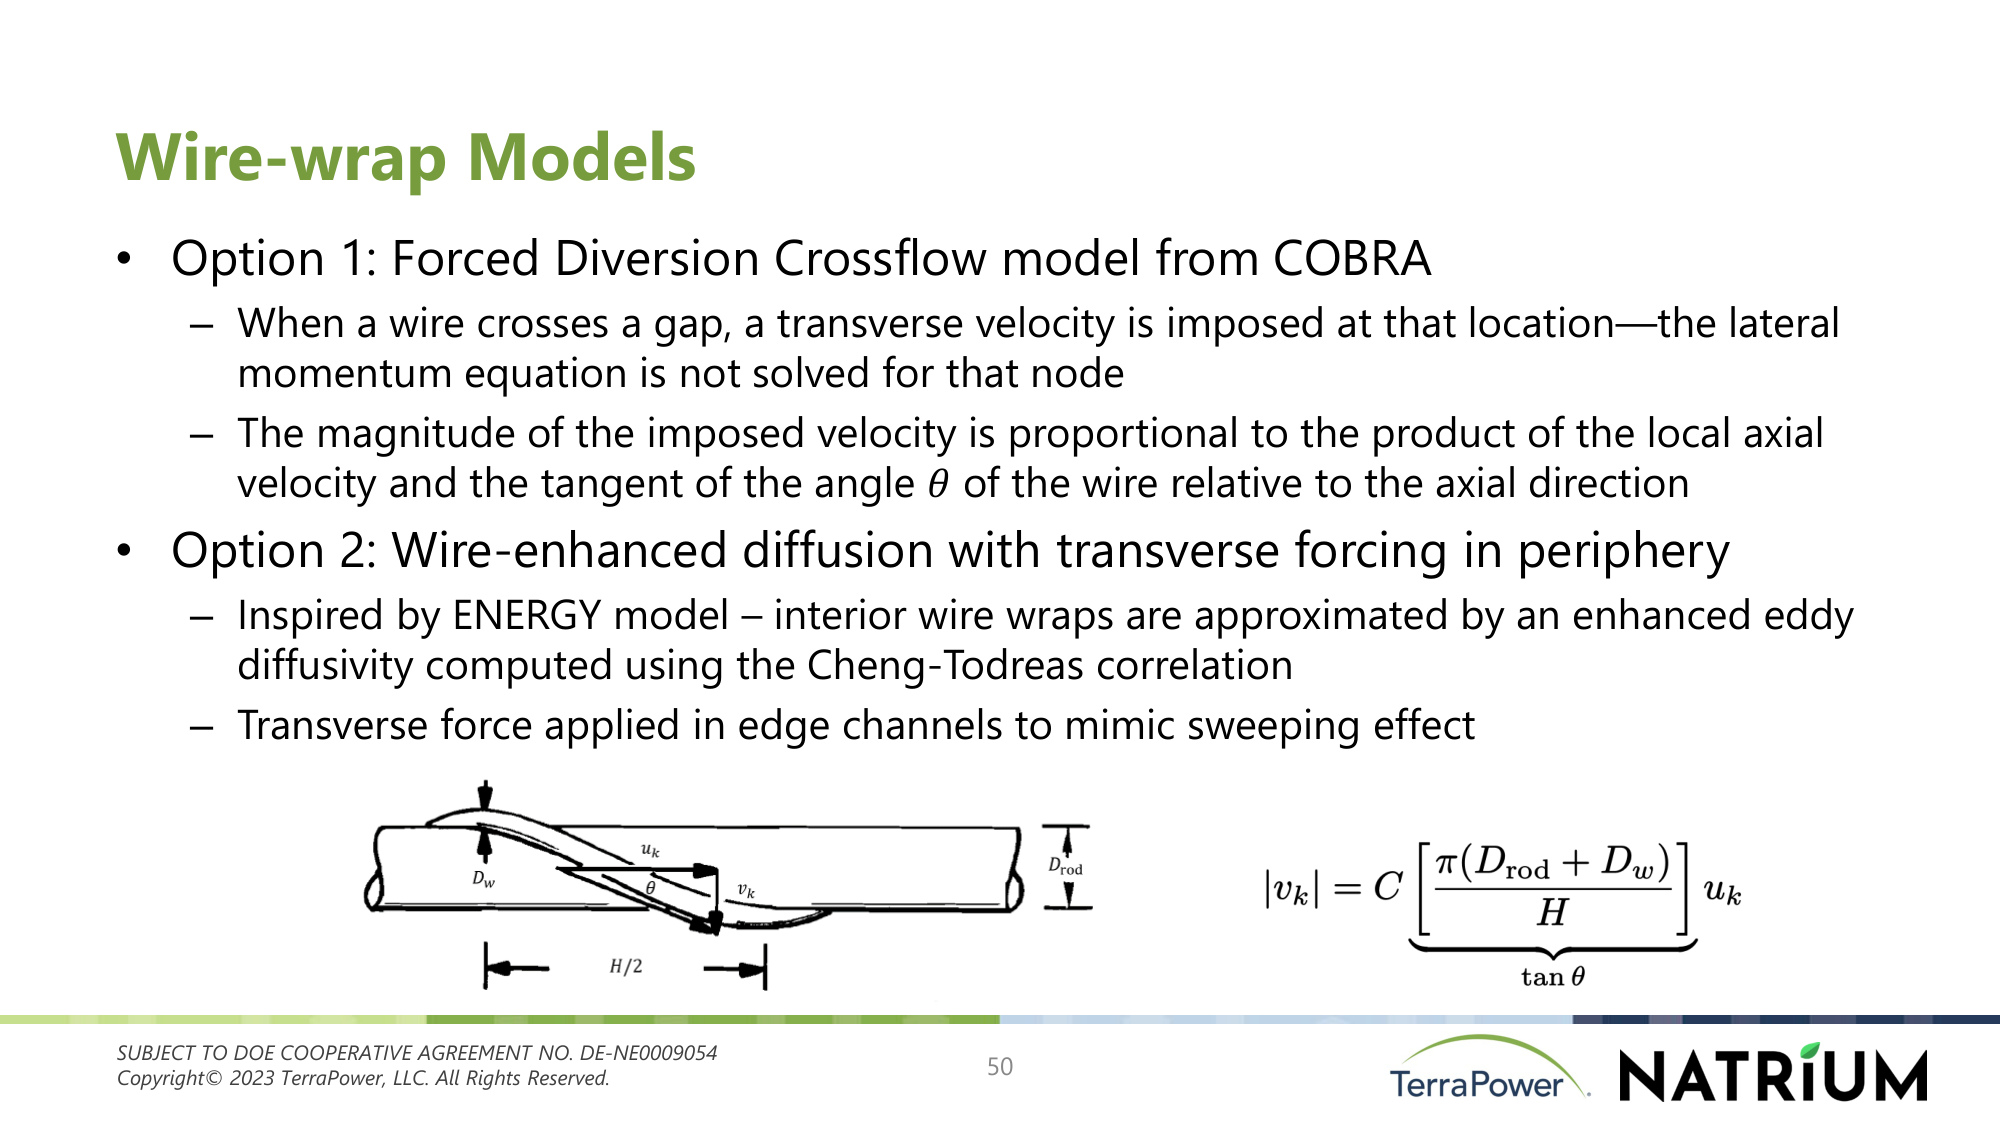 Wire-wrap Models
• Option 1: Forced Diversion Crossflow model from COBRA
– When a wire crosses a gap, a transverse velocity is imposed at that location—the lateral
momentum equation is not solved for that node
– The magnitude of the imposed velocity is proportional to the product of the local axial
velocity and the tangent of the angle θ of the wire relative to the axial direction
• Option 2: Wire-enhanced diffusion with transverse forcing in periphery
– Inspired by ENERGY model – interior wire wraps are approximated by an enhanced eddy
diffusivity computed using the Cheng-Todreas correlation
– Transverse force applied in edge channels to mimic sweeping effect
u_k
D_w
θ
v_k
D_rod
H/2
|v_k| = C [π(D_rod + D_w) / H] u_k
tan θ
SUBJECT TO DOE COOPERATIVE AGREEMENT NO. DE-NE0009054
Copyright© 2023 TerraPower, LLC. All Rights Reserved.
50
TerraPower
NATRiUM